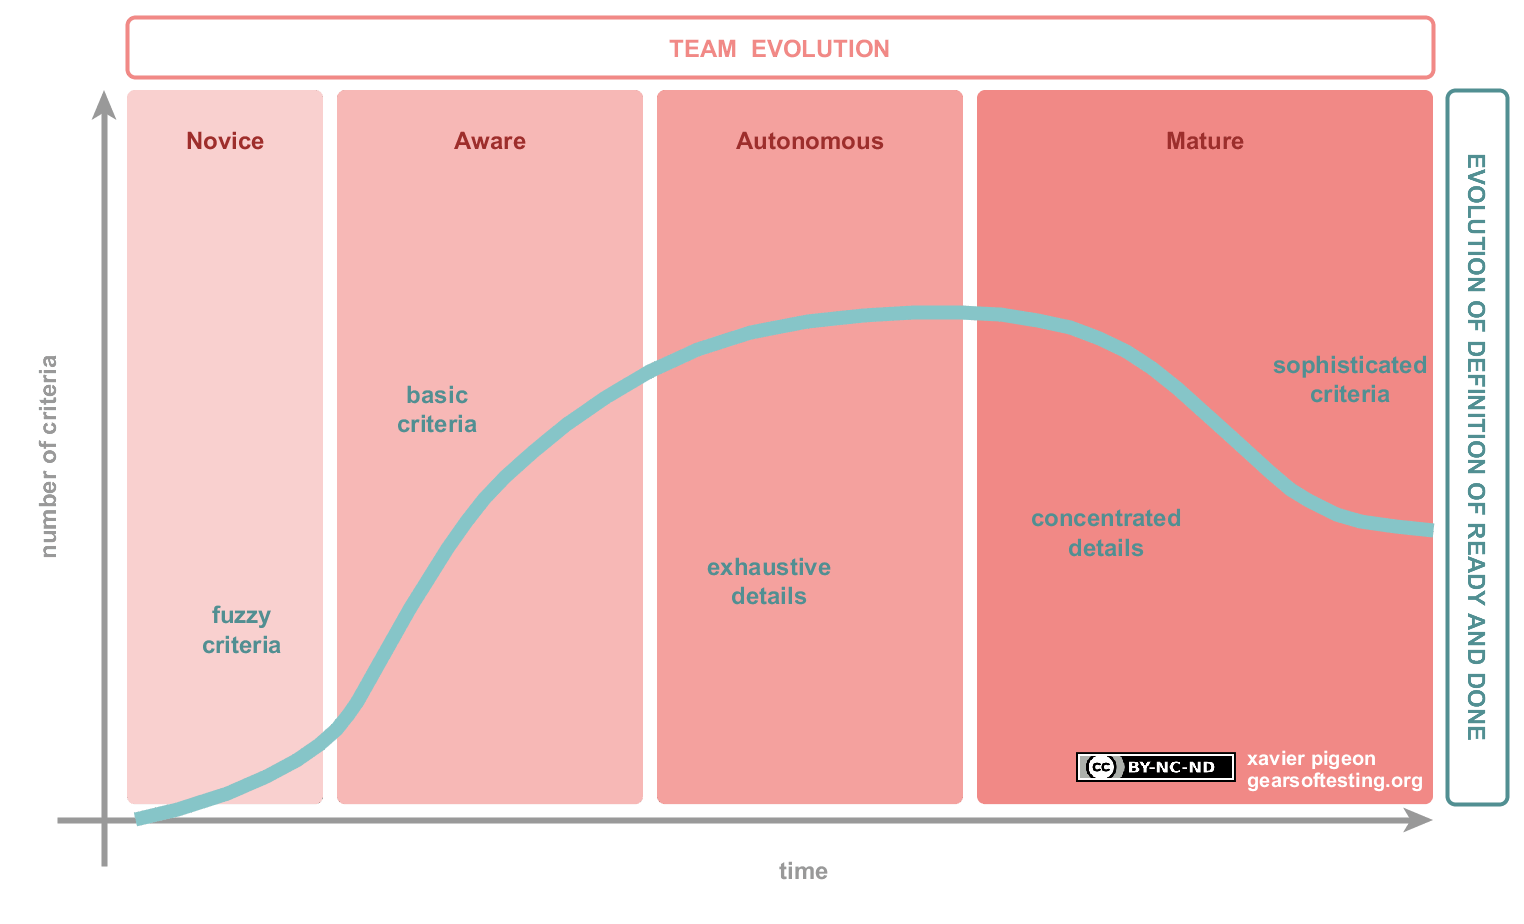 TEAM EVOLUTION
Novice
Aware
Autonomous
Mature
number of criteria
fuzzy
criteria
basic
criteria
exhaustive
details
concentrated
details
sophisticated
criteria
EVOLUTION OF DEFINITION OF READY AND DONE
cc BY-NC-ND
xavier pigeon
gearsoftesting.org
time